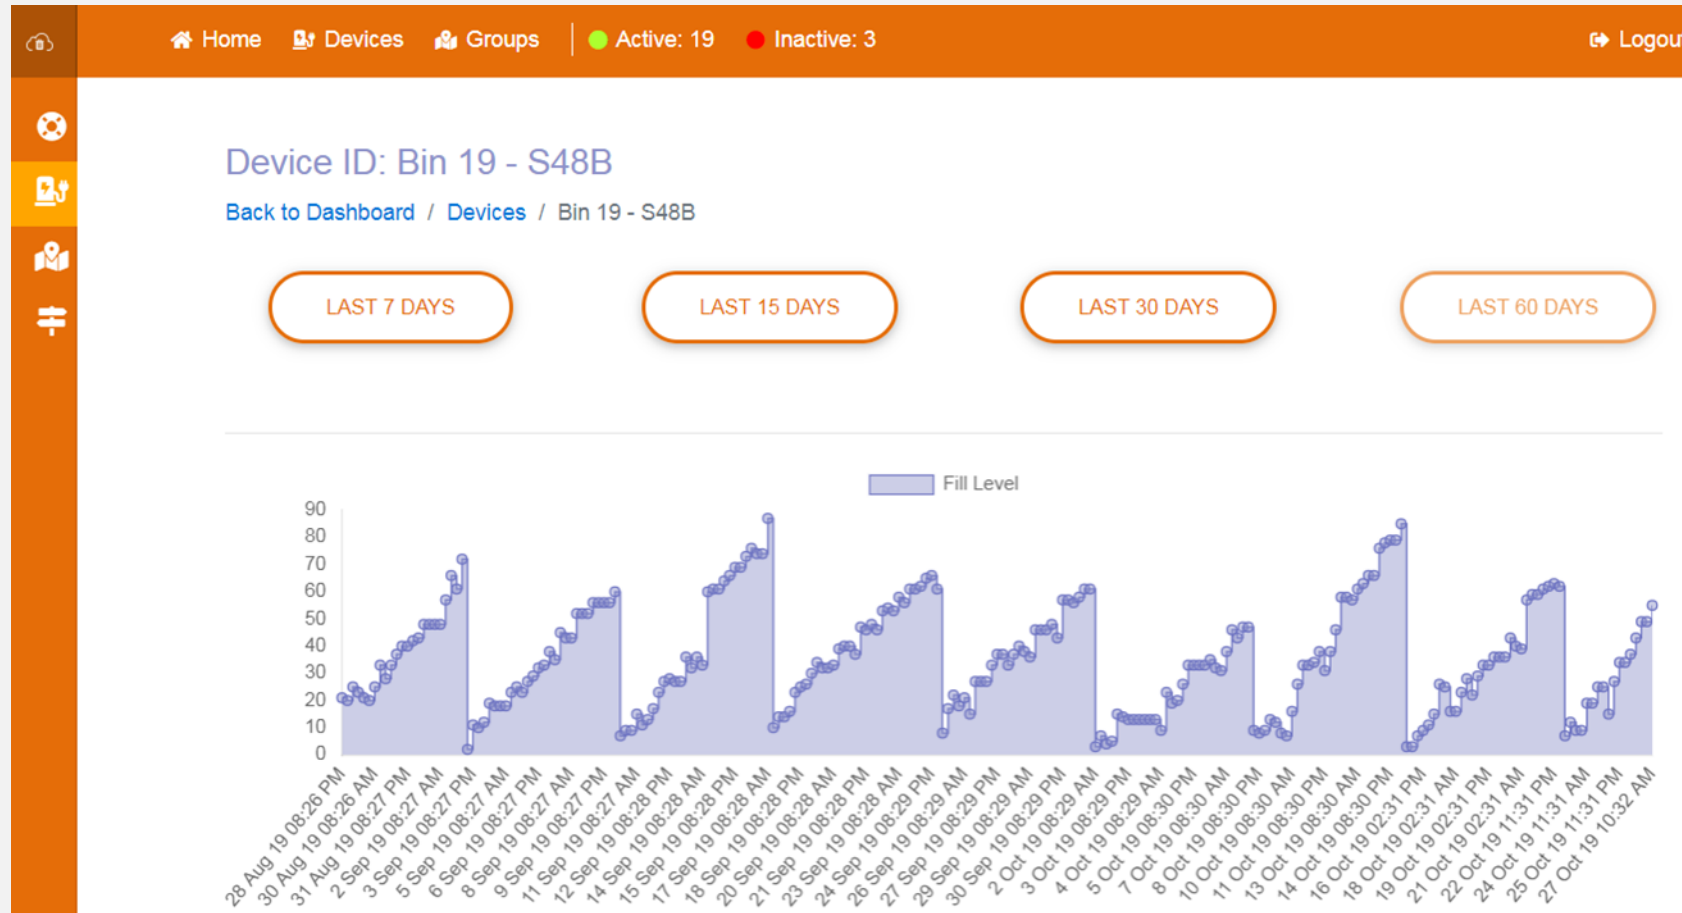 Home Devices Groups Active: 19 Inactive: 3 Logout
Device ID: Bin 19 - S48B
Back to Dashboard / Devices / Bin 19 - S48B
LAST 7 DAYS LAST 15 DAYS LAST 30 DAYS LAST 60 DAYS
Fill Level
90
80
70
60
50
40
30
20
10
0
28 Aug 19 08:26 PM
30 Aug 19 08:26 AM
31 Aug 19 08:27 PM
2 Sep 19 08:27 AM
3 Sep 19 08:27 PM
5 Sep 19 08:27 AM
6 Sep 19 08:27 PM
8 Sep 19 08:27 AM
9 Sep 19 08:27 PM
11 Sep 19 08:27 AM
12 Sep 19 08:28 PM
14 Sep 19 08:28 AM
15 Sep 19 08:28 PM
17 Sep 19 08:28 AM
18 Sep 19 08:28 PM
20 Sep 19 08:28 AM
21 Sep 19 08:28 PM
23 Sep 19 08:28 AM
24 Sep 19 08:29 PM
26 Sep 19 08:29 AM
27 Sep 19 08:29 PM
29 Sep 19 08:29 AM
30 Sep 19 08:29 PM
2 Oct 19 08:29 AM
3 Oct 19 08:29 PM
4 Oct 19 08:29 AM
5 Oct 19 08:30 PM
7 Oct 19 08:30 AM
8 Oct 19 08:30 PM
10 Oct 19 08:30 AM
11 Oct 19 08:30 PM
13 Oct 19 08:30 AM
14 Oct 19 08:30 PM
16 Oct 19 02:31 PM
18 Oct 19 02:31 AM
19 Oct 19 02:31 PM
21 Oct 19 02:31 AM
22 Oct 19 11:31 PM
24 Oct 19 11:31 AM
25 Oct 19 11:31 PM
27 Oct 19 10:32 AM